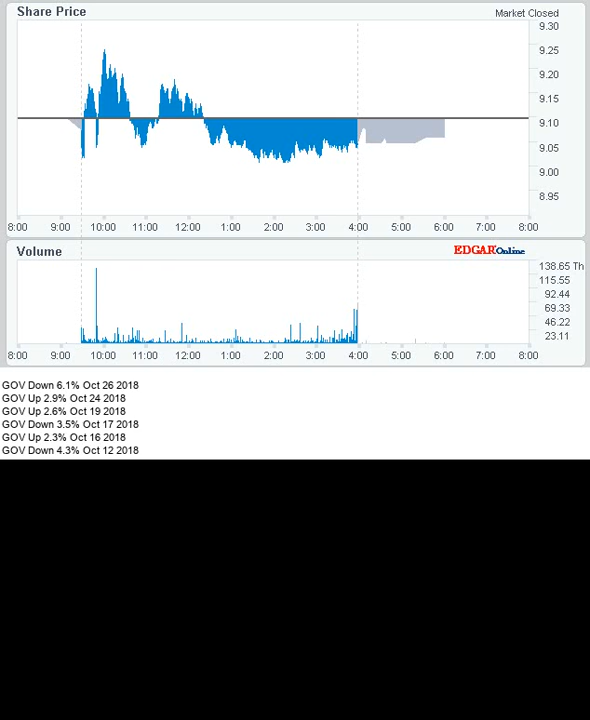 Share Price
Market Closed
9.30
9.25
9.20
9.15
9.10
9.05
9.00
8.95
8:00 9:00 10:00 11:00 12:00 1:00 2:00 3:00 4:00 5:00 6:00 7:00 8:00
Volume
EDGAROnline
138.65 Th
115.55
92.44
69.33
46.22
23.11
8:00 9:00 10:00 11:00 12:00 1:00 2:00 3:00 4:00 5:00 6:00 7:00 8:00
GOV Down 6.1% Oct 26 2018
GOV Up 2.9% Oct 24 2018
GOV Up 2.6% Oct 19 2018
GOV Down 3.5% Oct 17 2018
GOV Up 2.3% Oct 16 2018
GOV Down 4.3% Oct 12 2018